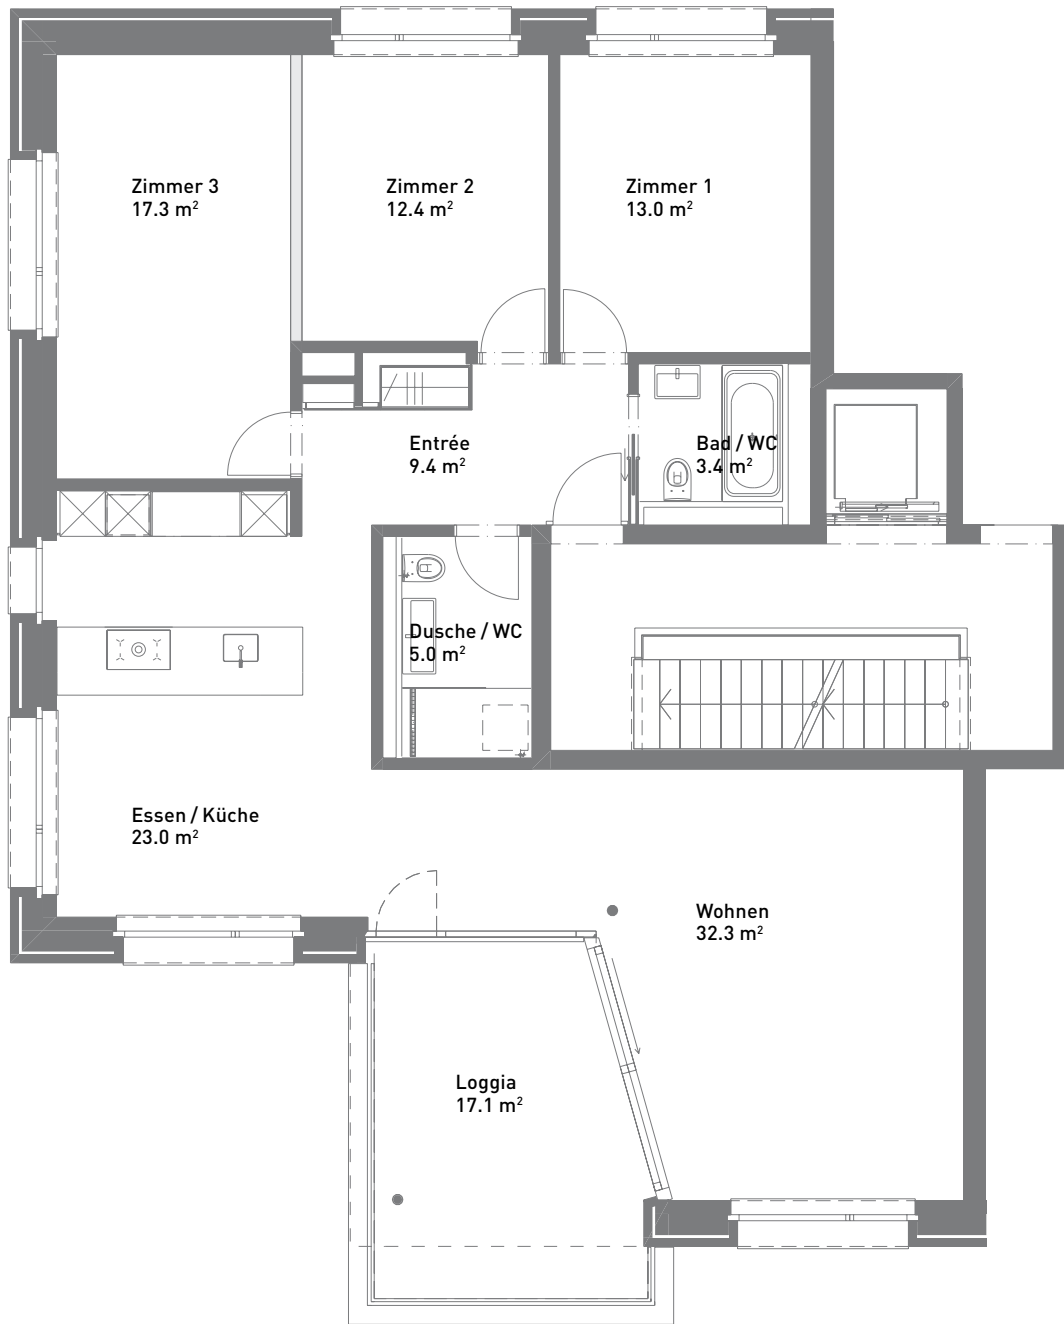 Zimmer 3
17.3 m²
Zimmer 2
12.4 m²
Zimmer 1
13.0 m²
Entrée
9.4 m²
Bad / WC
3.4 m²
Dusche / WC
5.0 m²
Essen / Küche
23.0 m²
Wohnen
32.3 m²
Loggia
17.1 m²